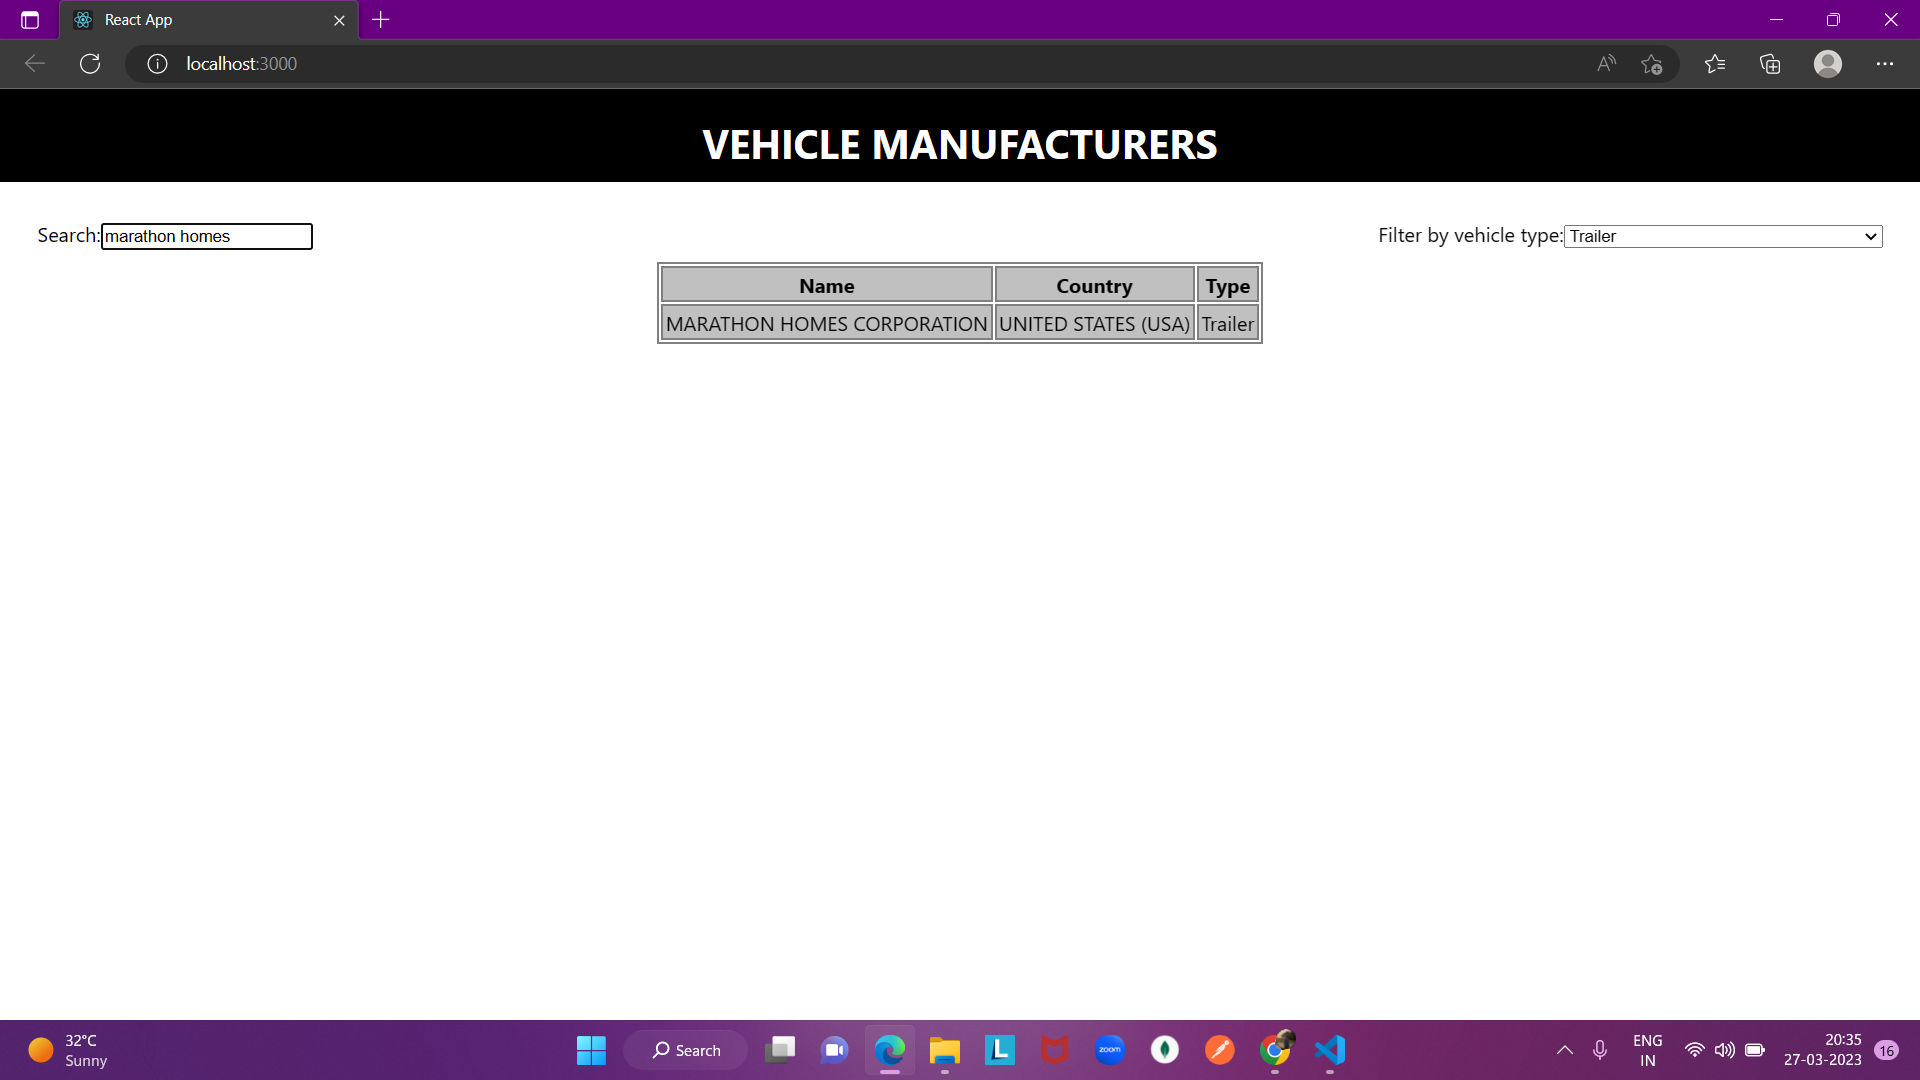 React App
localhost:3000
VEHICLE MANUFACTURERS
Search: marathon homes
Filter by vehicle type: Trailer
Name Country Type
MARATHON HOMES CORPORATION UNITED STATES (USA) Trailer
32°C
Sunny
Search
L
zoom
ENG
IN
20:35
27-03-2023
16